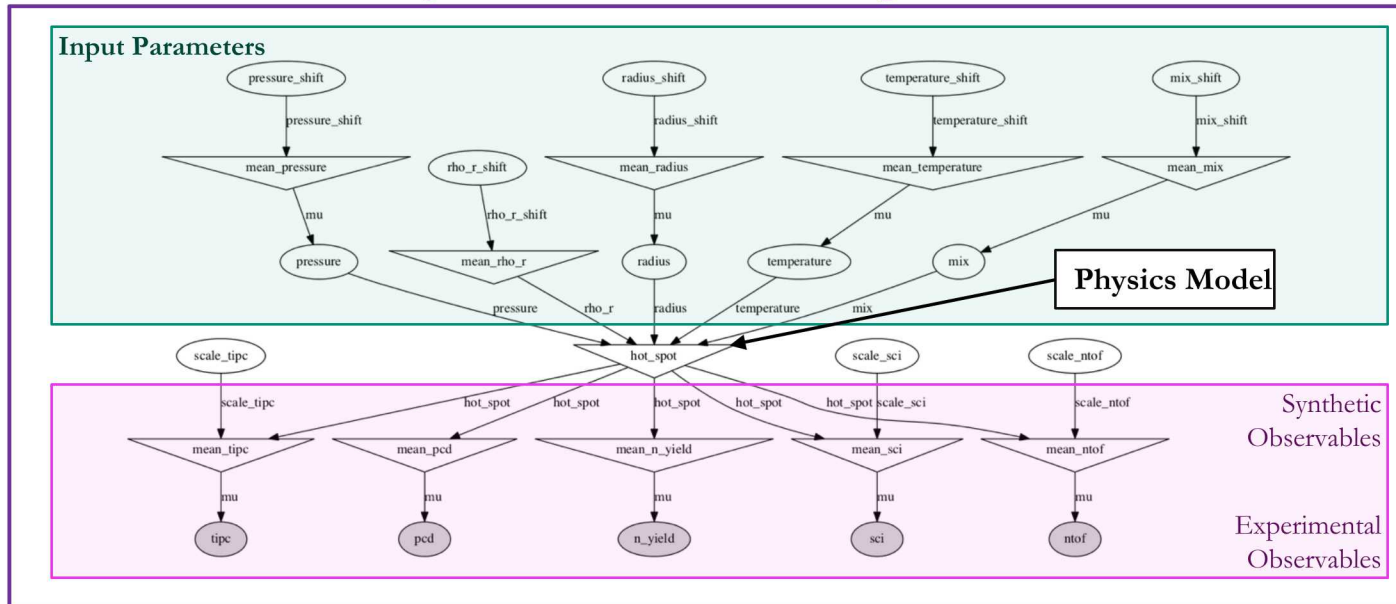 Input Parameters
pressure_shift
radius_shift
temperature_shift
mix_shift
pressure_shift
radius_shift
temperature_shift
mix_shift
mean_pressure
rho_r_shift
mean_radius
mean_temperature
mean_mix
mu
rho_r_shift
mu
mu
mu
pressure
mean_rho_r
radius
temperature
mix
Physics Model
pressure
rho_r
radius
temperature
mix
scale_tipc
hot_spot
scale_sci
scale_ntof
scale_tipc
hot_spot
hot_spot
hot_spot
hot_spot
hot_spot
scale_sci
scale_ntof
Synthetic
Observables
mean_tipc
mean_pcd
mean_n_yield
mean_sci
mean_ntof
mu
mu
mu
mu
mu
tipc
pcd
n_yield
sci
ntof
Experimental
Observables